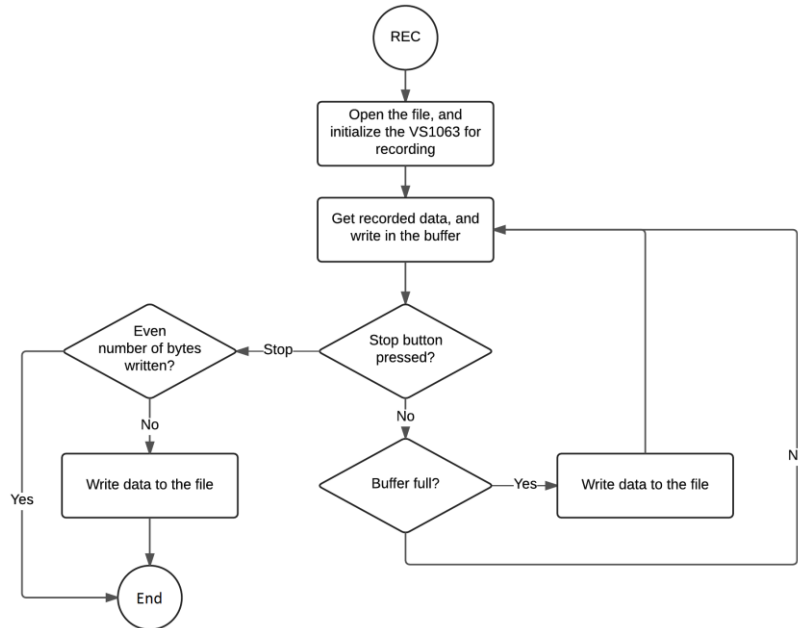 REC
Open the file, and
initialize the VS1063 for
recording
Get recorded data, and
write in the buffer
Even
number of bytes
written?
Stop
Stop button
pressed?
No
No
N
Write data to the file
Buffer full?
Yes
Write data to the file
Yes
End